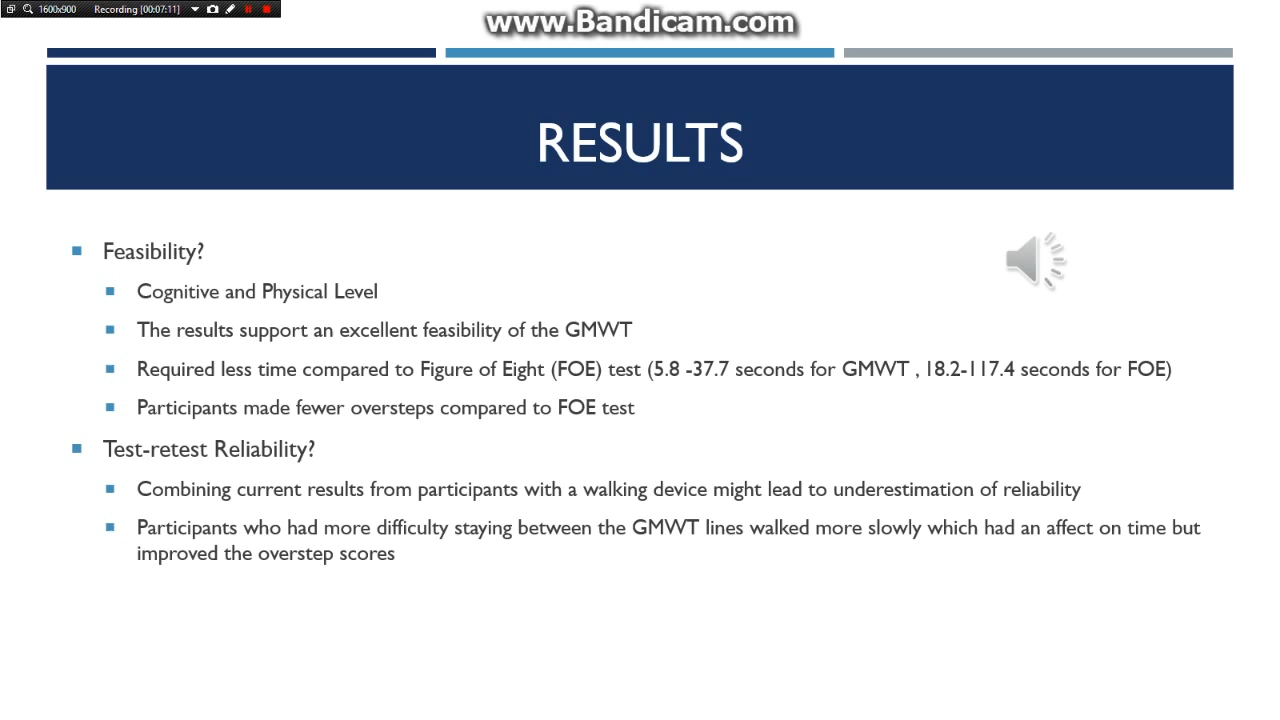 1600x900 Recording [00:07:11]
www.Bandicam.com
RESULTS
Feasibility?
Cognitive and Physical Level
The results support an excellent feasibility of the GMWT
Required less time compared to Figure of Eight (FOE) test (5.8 -37.7 seconds for GMWT , 18.2-117.4 seconds for FOE)
Participants made fewer oversteps compared to FOE test
Test-retest Reliability?
Combining current results from participants with a walking device might lead to underestimation of reliability
Participants who had more difficulty staying between the GMWT lines walked more slowly which had an affect on time but
improved the overstep scores